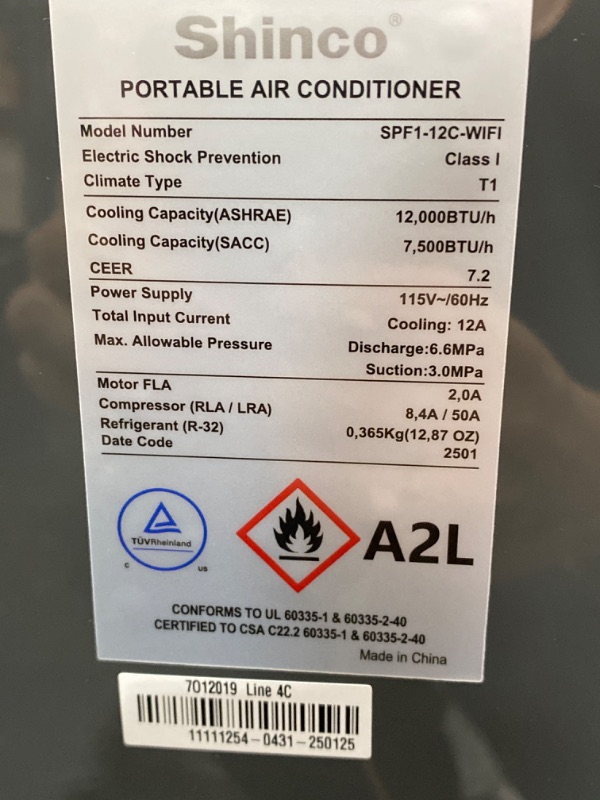 Shinco®
PORTABLE AIR CONDITIONER
Model Number SPF1-12C-WIFI
Electric Shock Prevention Class I
Climate Type T1
Cooling Capacity(ASHRAE) 12,000BTU/h
Cooling Capacity(SACC) 7,500BTU/h
CEER 7.2
Power Supply 115V~/60Hz
Total Input Current Cooling: 12A
Max. Allowable Pressure Discharge:6.6MPa
Suction:3.0MPa
Motor FLA 2,0A
Compressor (RLA / LRA) 8,4A / 50A
Refrigerant (R-32) 0,365Kg(12,87 OZ)
Date Code 2501
TÜVRheinland
C US
A2L
CONFORMS TO UL 60335-1 & 60335-2-40
CERTIFIED TO CSA C22.2 60335-1 & 60335-2-40
Made in China
7012019 Line 4C
11111254-0431-250125